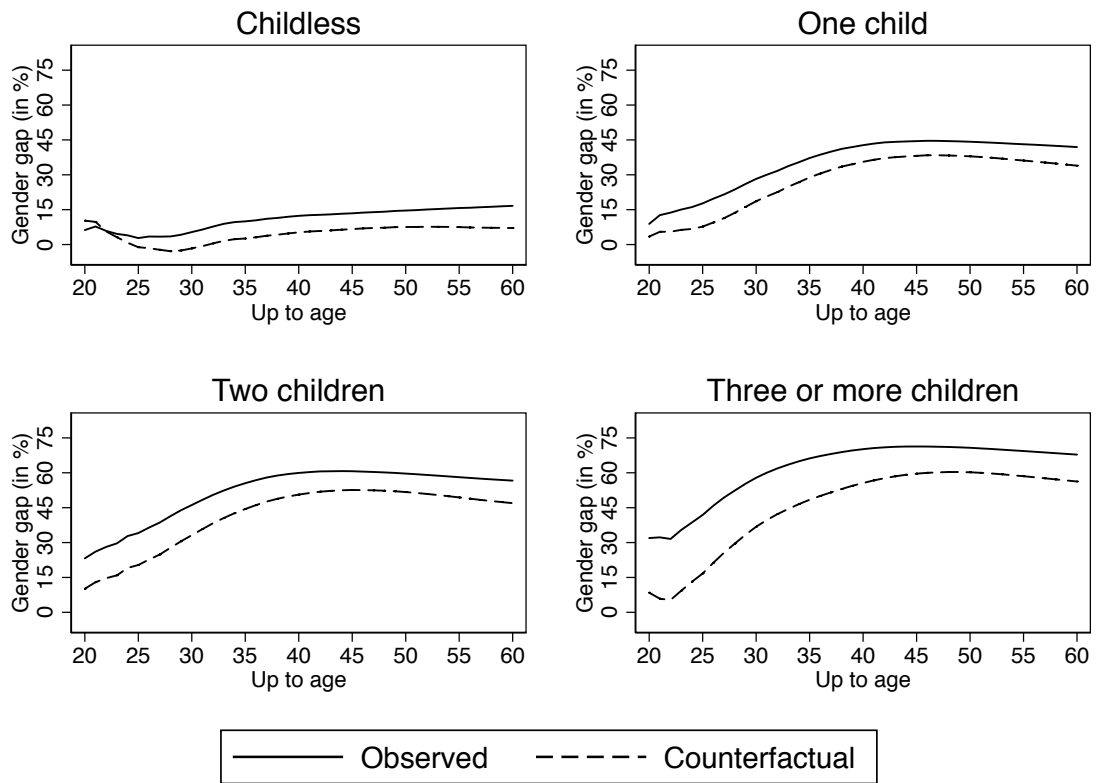 Childless
Gender gap (in %)
75
60
45
30
15
0
20 25 30 35 40 45 50 55 60
Up to age
One child
Gender gap (in %)
75
60
45
30
15
0
20 25 30 35 40 45 50 55 60
Up to age
Two children
Gender gap (in %)
75
60
45
30
15
0
20 25 30 35 40 45 50 55 60
Up to age
Three or more children
Gender gap (in %)
75
60
45
30
15
0
20 25 30 35 40 45 50 55 60
Up to age
Observed Counterfactual